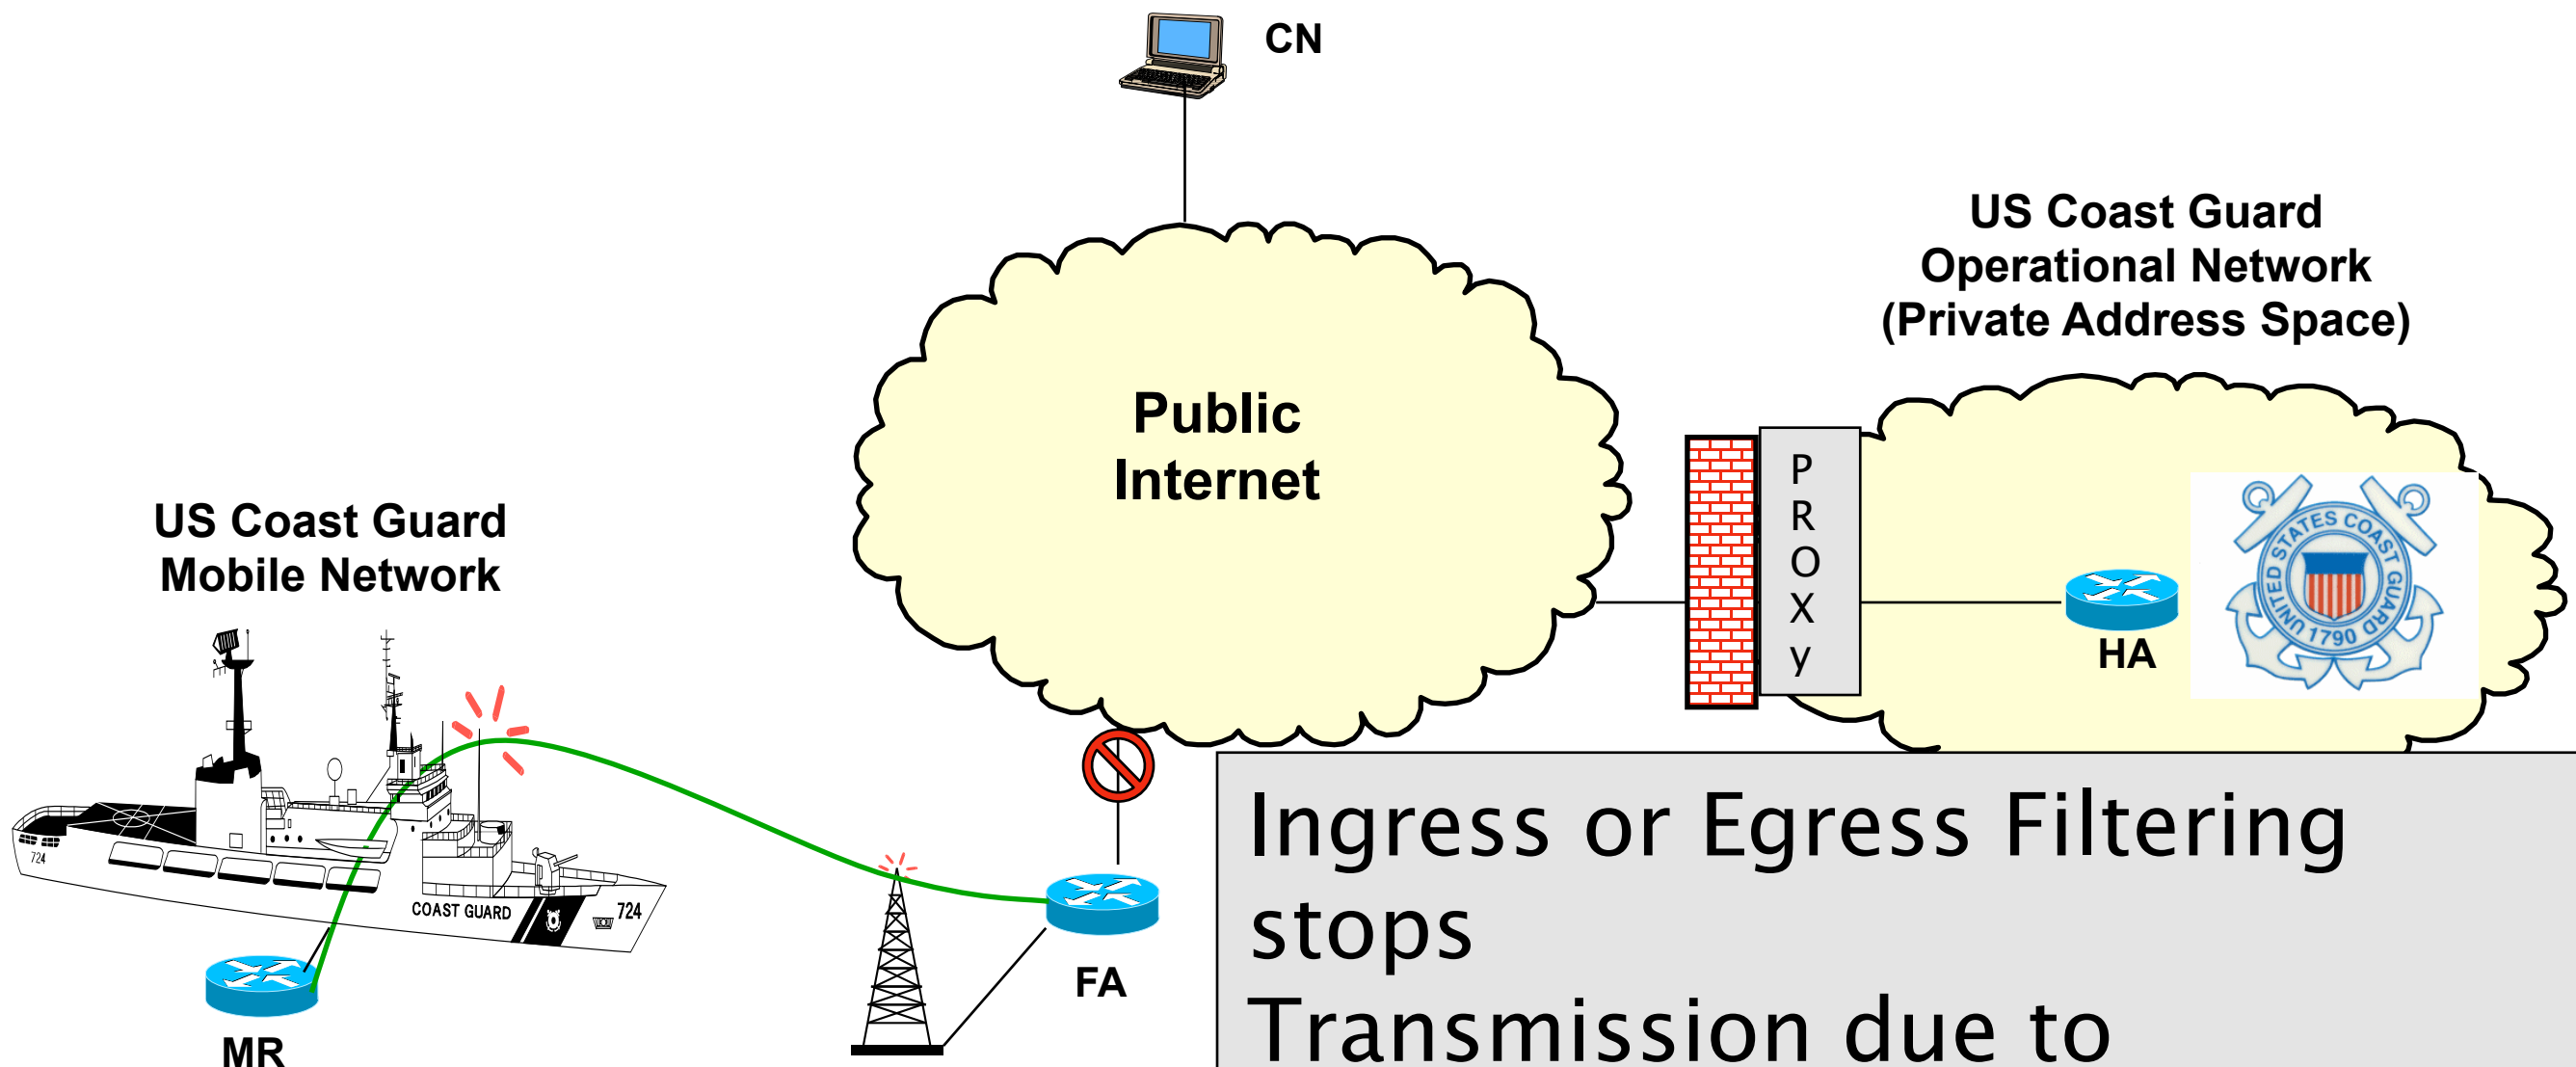 CN
US Coast Guard
Operational Network
(Private Address Space)
Public
Internet
P
R
O
X
y
US Coast Guard
Mobile Network
UNITED STATES COAST GUARD
1790
HA
724
COAST GUARD
724
FA
MR
Ingress or Egress Filtering
stops
Transmission due to